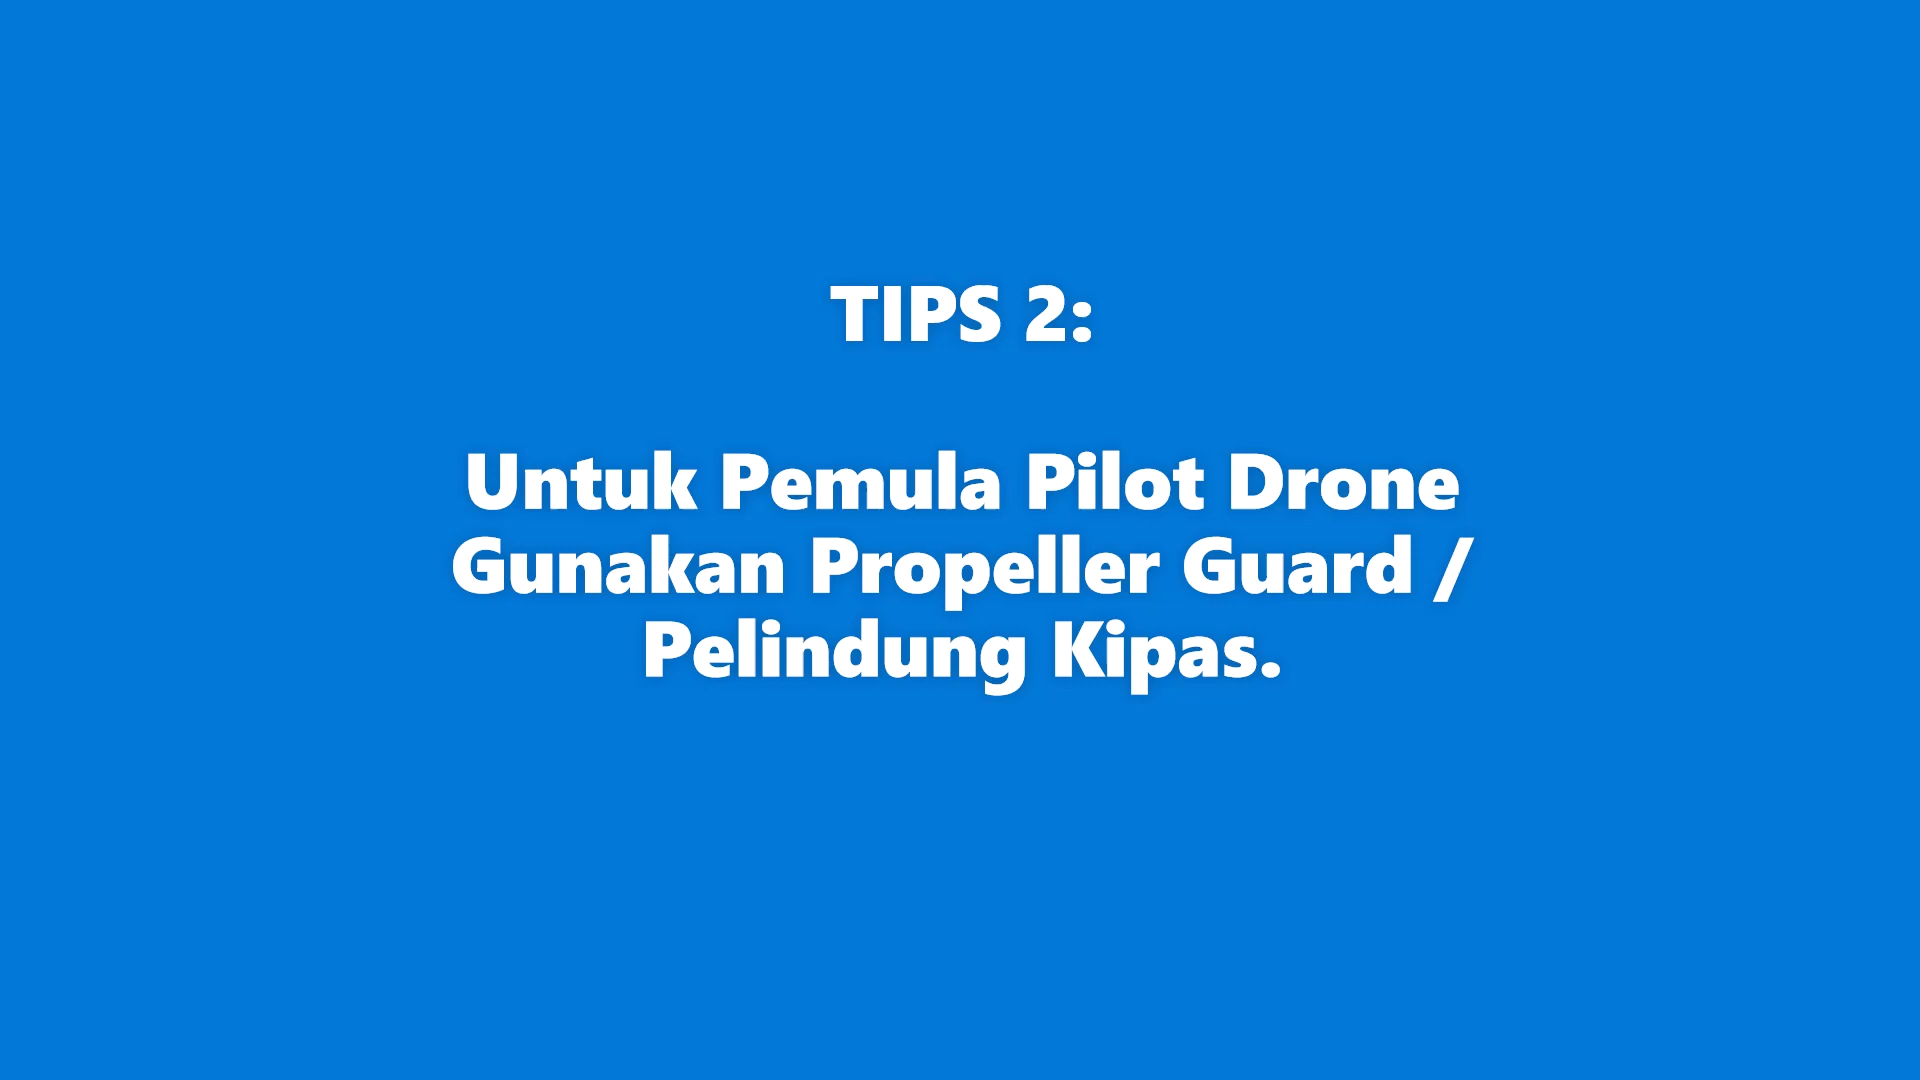 TIPS 2:
Untuk Pemula Pilot Drone
Gunakan Propeller Guard /
Pelindung Kipas.